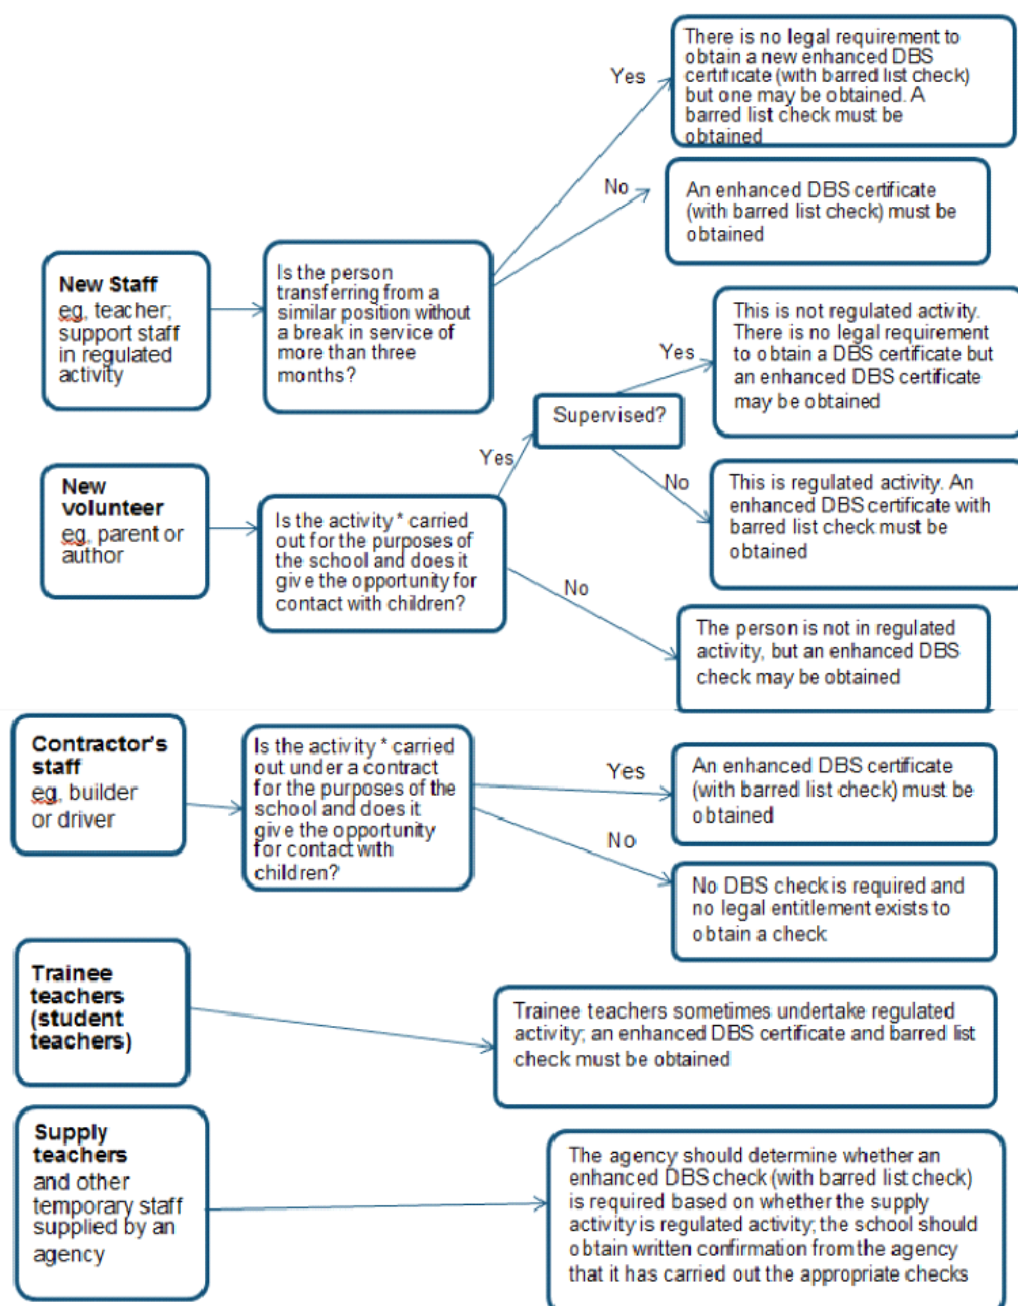 There is no legal requirement to
obtain a new enhanced DBS
certificate (with barred list check)
but one may be obtained. A
barred list check must be
obtained
Yes
No
An enhanced DBS certificate
(with barred list check) must be
obtained
New Staff
eg, teacher;
support staff
in regulated
activity
Is the person
transferring from a
similar position without
a break in service of
more than three
months?
This is not regulated activity.
There is no legal requirement
to obtain a DBS certificate but
an enhanced DBS certificate
may be obtained
Yes
Supervised?
Yes
No
This is regulated activity. An
enhanced DBS certificate with
barred list check must be
obtained
New
volunteer
eg, parent or
author
Is the activity * carried
out for the purposes of
the school and does it
give the opportunity for
contact with children?
No
The person is not in regulated
activity, but an enhanced DBS
check may be obtained
Contractor's
staff
eg, builder
or driver
Is the activity * carried
out under a contract
for the purposes of the
school and does it
give the opportunity
for contact with
children?
Yes
An enhanced DBS certificate
(with barred list check) must be
obtained
No
No DBS check is required and
no legal entitlement exists to
obtain a check
Trainee
teachers
(student
teachers)
Trainee teachers sometimes undertake regulated
activity; an enhanced DBS certificate and barred list
check must be obtained
Supply
teachers
and other
temporary staff
supplied by an
agency
The agency should determine whether an
enhanced DBS check (with barred list check)
is required based on whether the supply
activity is regulated activity; the school should
obtain written confirmation from the agency
that it has carried out the appropriate checks